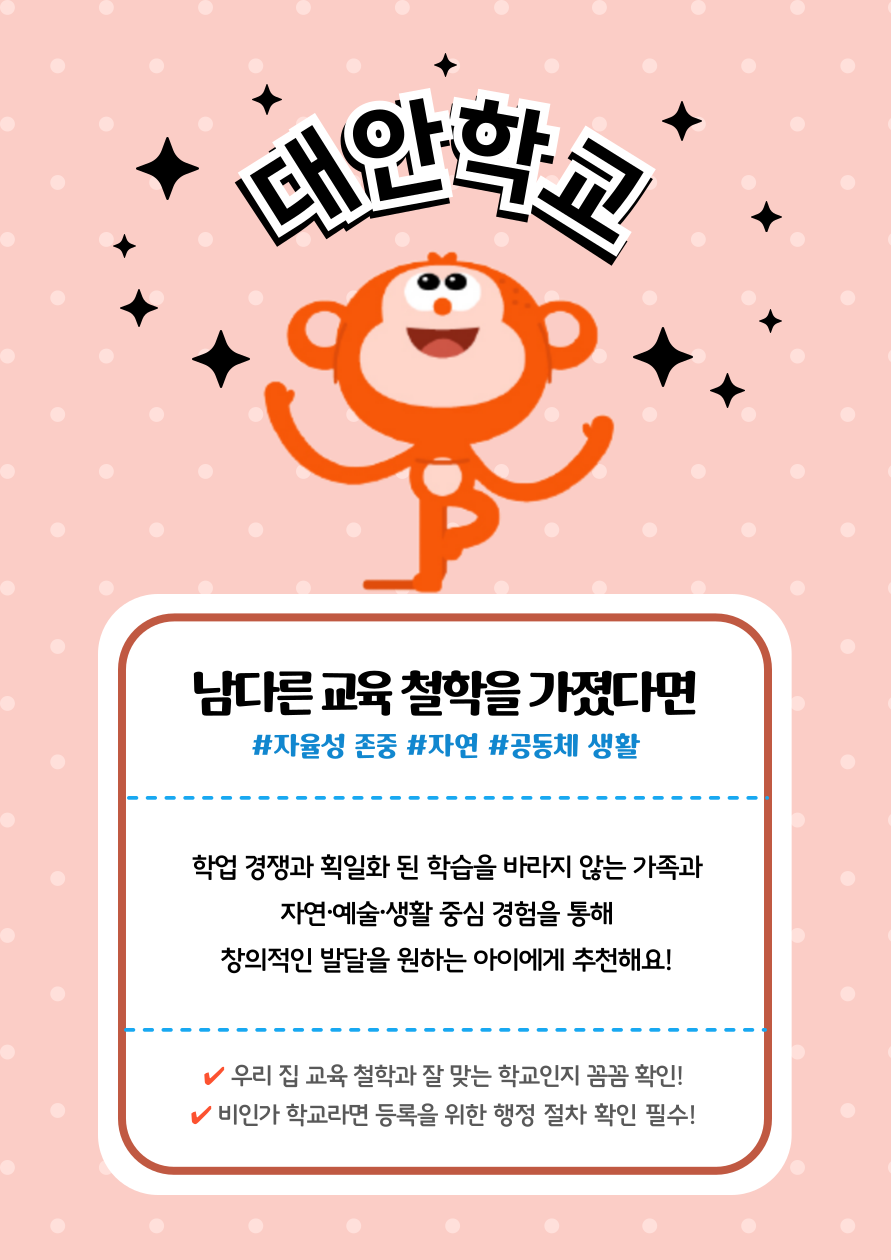 대안학교
남다른 교육 철학을 가졌다면
#자율성 존중 #자연 #공동체 생활
학업 경쟁과 획일화 된 학습을 바라지 않는 가족과
자연·예술·생활 중심 경험을 통해
창의적인 발달을 원하는 아이에게 추천해요!
✔ 우리 집 교육 철학과 잘 맞는 학교인지 꼼꼼 확인!
✔ 비인가 학교라면 등록을 위한 행정 절차 확인 필수!